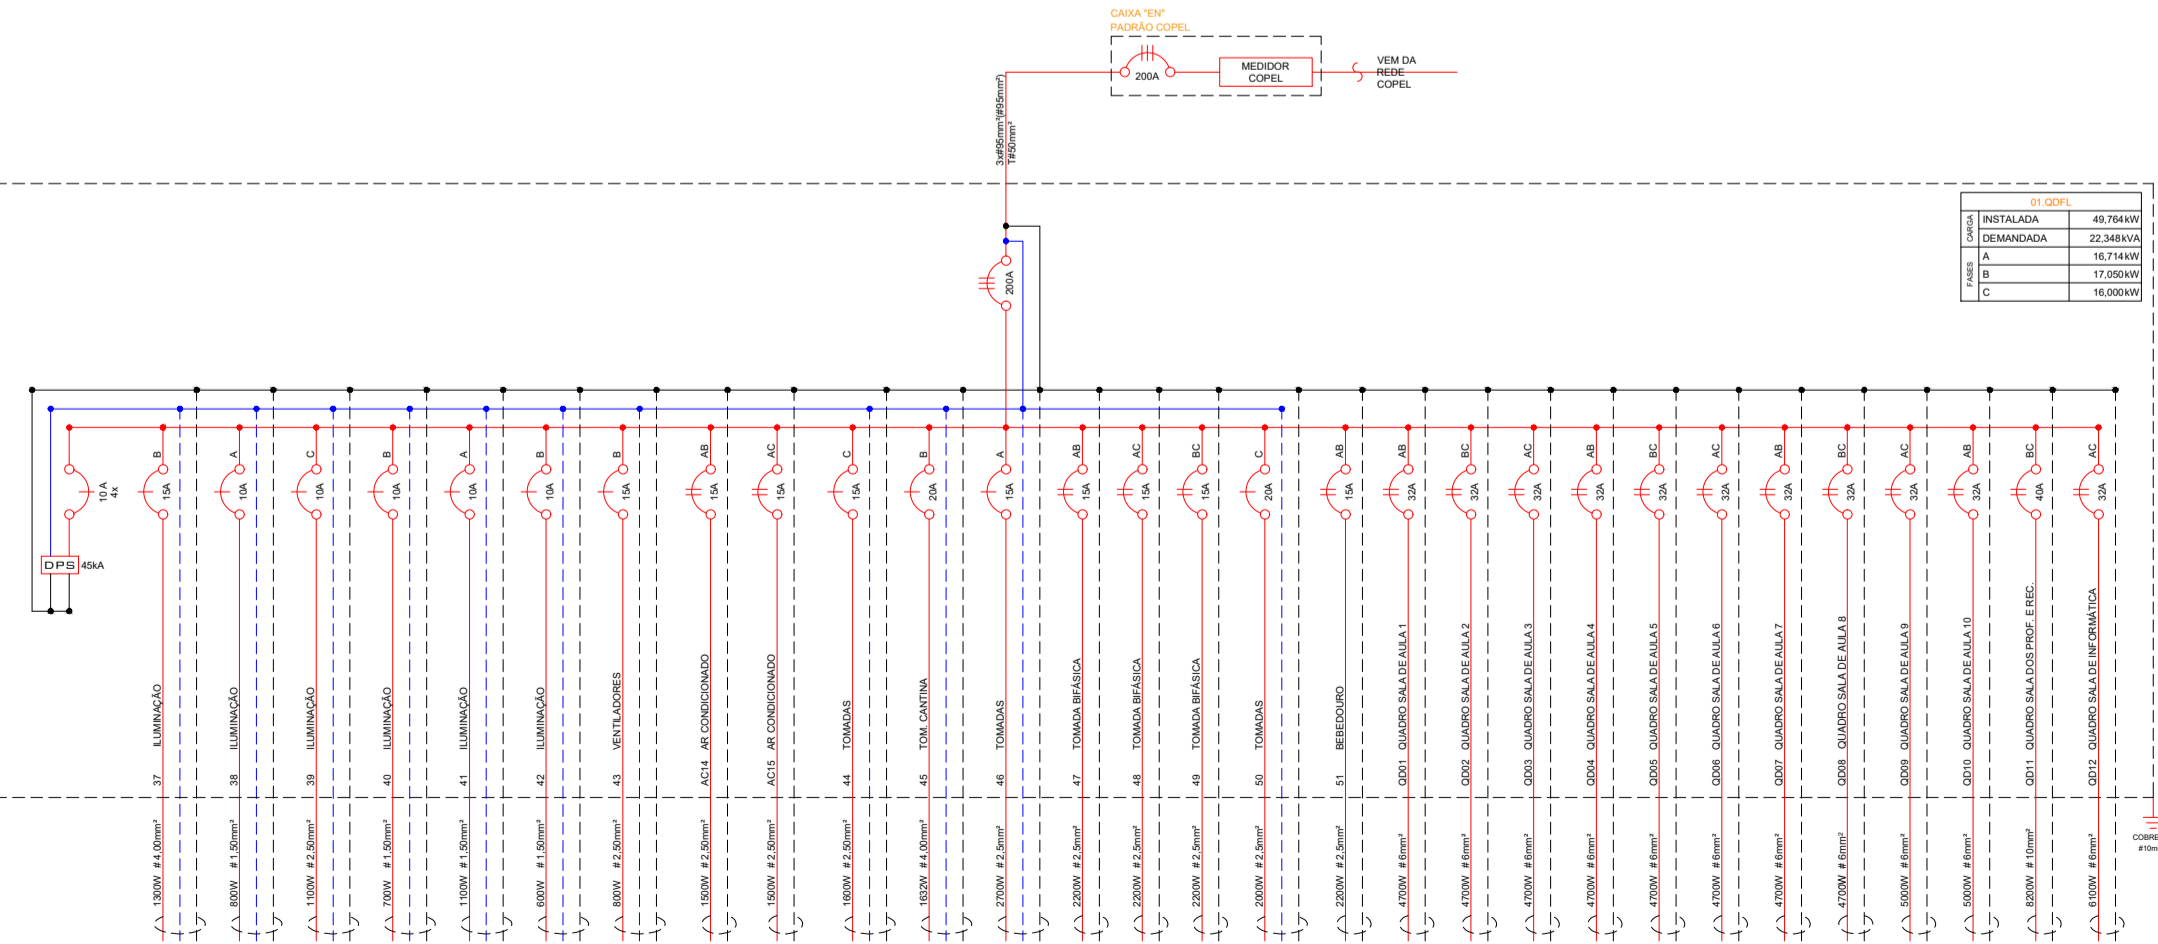 CAIXA "EN"
PADRÃO COPEL
200A
MEDIDOR
COPEL
VEM DA
REDE
COPEL
3x#95mm²(#95mm²)
T#50mm²
200A
01.QDFL
CARGA
INSTALADA 49,764kW
DEMANDADA 22,348kVA
FASES
A 16,714kW
B 17,050kW
C 16,000kW
10 A
4x
DPS 45kA
B 15A
37 ILUMINAÇÃO
1300W # 4,00mm²
A 10A
38 ILUMINAÇÃO
800W # 1,50mm²
C 10A
39 ILUMINAÇÃO
1100W # 2,50mm²
B 10A
40 ILUMINAÇÃO
700W # 1,50mm²
A 10A
41 ILUMINAÇÃO
1100W # 1,50mm²
B 10A
42 ILUMINAÇÃO
600W # 1,50mm²
B 15A
43 VENTILADORES
800W # 2,50mm²
AB 15A
AC14 AR CONDICIONADO
1500W # 2,50mm²
AC 15A
AC15 AR CONDICIONADO
1500W # 2,50mm²
C 15A
44 TOMADAS
1600W # 2,50mm²
B 20A
45 TOM. CANTINA
1632W # 4,00mm²
A 15A
46 TOMADAS
2700W # 2,5mm²
AB 15A
47 TOMADA BIFÁSICA
2200W # 2,5mm²
AC 15A
48 TOMADA BIFÁSICA
2200W # 2,5mm²
BC 15A
49 TOMADA BIFÁSICA
2200W # 2,5mm²
C 20A
50 TOMADAS
2000W # 2,5mm²
AB 15A
51 BEBEDOURO
2200W # 2,5mm²
AB 32A
QD01 QUADRO SALA DE AULA 1
4700W # 6mm²
BC 32A
QD02 QUADRO SALA DE AULA 2
4700W # 6mm²
AC 32A
QD03 QUADRO SALA DE AULA 3
4700W # 6mm²
AB 32A
QD04 QUADRO SALA DE AULA 4
4700W # 6mm²
BC 32A
QD05 QUADRO SALA DE AULA 5
4700W # 6mm²
AC 32A
QD06 QUADRO SALA DE AULA 6
4700W # 6mm²
AB 32A
QD07 QUADRO SALA DE AULA 7
4700W # 6mm²
BC 32A
QD08 QUADRO SALA DE AULA 8
4700W # 6mm²
AC 32A
QD09 QUADRO SALA DE AULA 9
5000W # 6mm²
AB 32A
QD10 QUADRO SALA DE AULA 10
5000W # 6mm²
BC 40A
QD11 QUADRO SALA DOS PROF. E REC.
8200W # 10mm²
AC 32A
QD12 QUADRO SALA DE INFORMÁTICA
6100W # 6mm²
COBRE
#10m